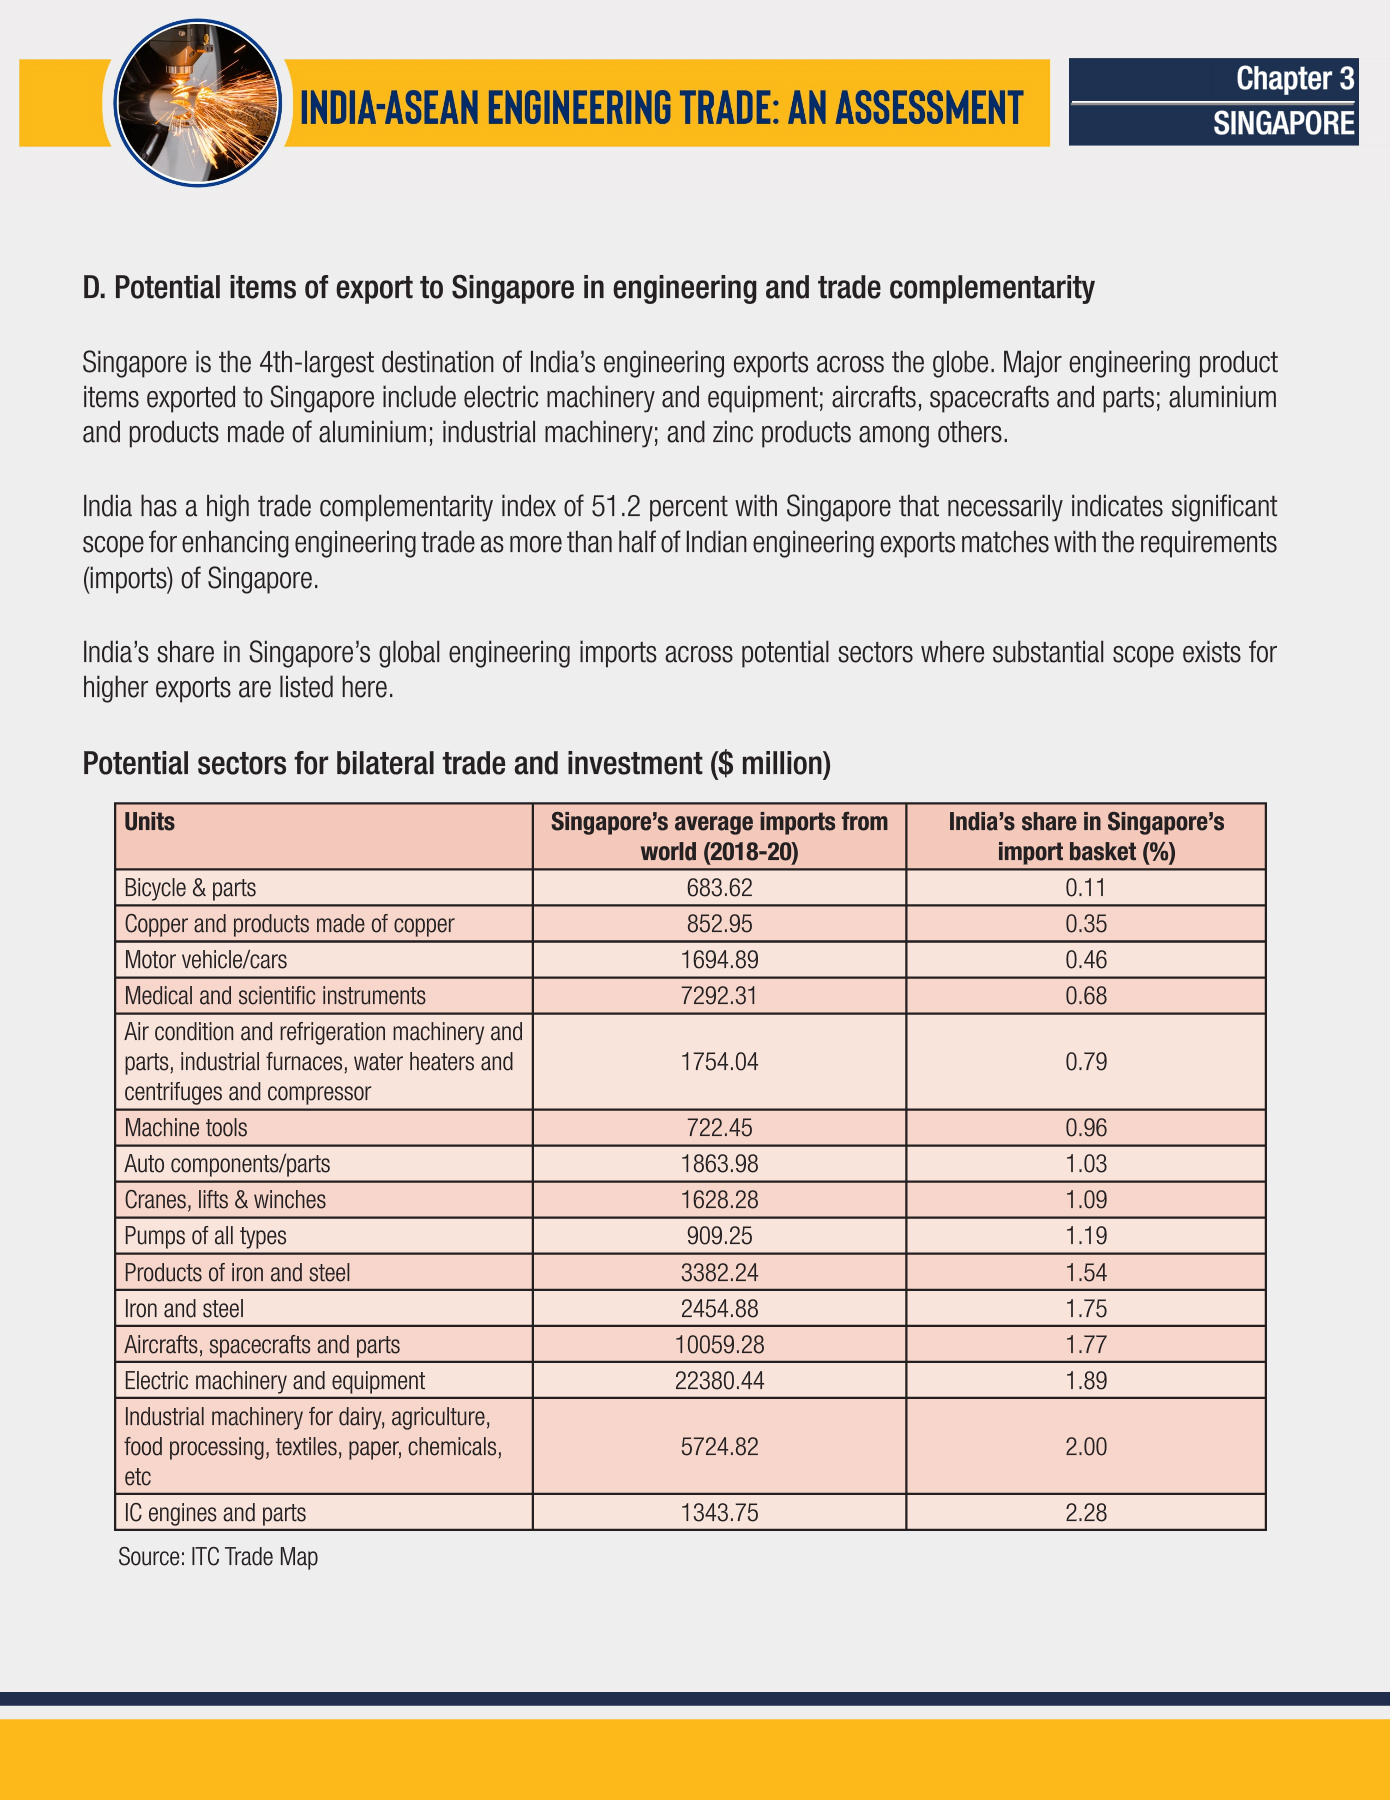 INDIA-ASEAN ENGINEERING TRADE: AN ASSESSMENT
Chapter 3
SINGAPORE
D. Potential items of export to Singapore in engineering and trade complementarity
Singapore is the 4th-largest destination of India’s engineering exports across the globe. Major engineering product
items exported to Singapore include electric machinery and equipment; aircrafts, spacecrafts and parts; aluminium
and products made of aluminium; industrial machinery; and zinc products among others.
India has a high trade complementarity index of 51.2 percent with Singapore that necessarily indicates significant
scope for enhancing engineering trade as more than half of Indian engineering exports matches with the requirements
(imports) of Singapore.
India’s share in Singapore’s global engineering imports across potential sectors where substantial scope exists for
higher exports are listed here.
Potential sectors for bilateral trade and investment ($ million)
Units Singapore’s average imports from India’s share in Singapore’s
world (2018-20) import basket (%)
Bicycle & parts 683.62 0.11
Copper and products made of copper 852.95 0.35
Motor vehicle/cars 1694.89 0.46
Medical and scientific instruments 7292.31 0.68
Air condition and refrigeration machinery and
parts, industrial furnaces, water heaters and 1754.04 0.79
centrifuges and compressor
Machine tools 722.45 0.96
Auto components/parts 1863.98 1.03
Cranes, lifts & winches 1628.28 1.09
Pumps of all types 909.25 1.19
Products of iron and steel 3382.24 1.54
Iron and steel 2454.88 1.75
Aircrafts, spacecrafts and parts 10059.28 1.77
Electric machinery and equipment 22380.44 1.89
Industrial machinery for dairy, agriculture,
food processing, textiles, paper, chemicals, 5724.82 2.00
etc
IC engines and parts 1343.75 2.28
Source: ITC Trade Map